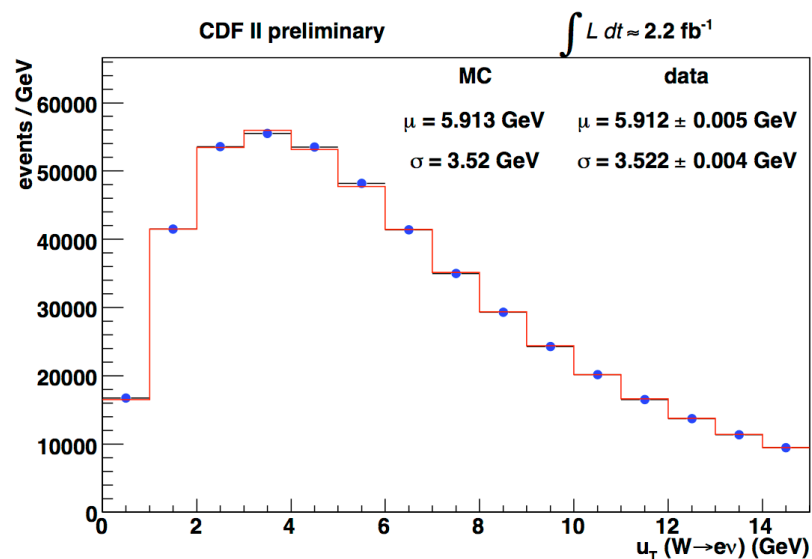 CDF II preliminary
∫ L dt ≈ 2.2 fb⁻¹
MC data
μ = 5.913 GeV μ = 5.912 ± 0.005 GeV
σ = 3.52 GeV σ = 3.522 ± 0.004 GeV
events / GeV
60000
50000
40000
30000
20000
10000
0
0 2 4 6 8 10 12 14
u_T (W→eν) (GeV)